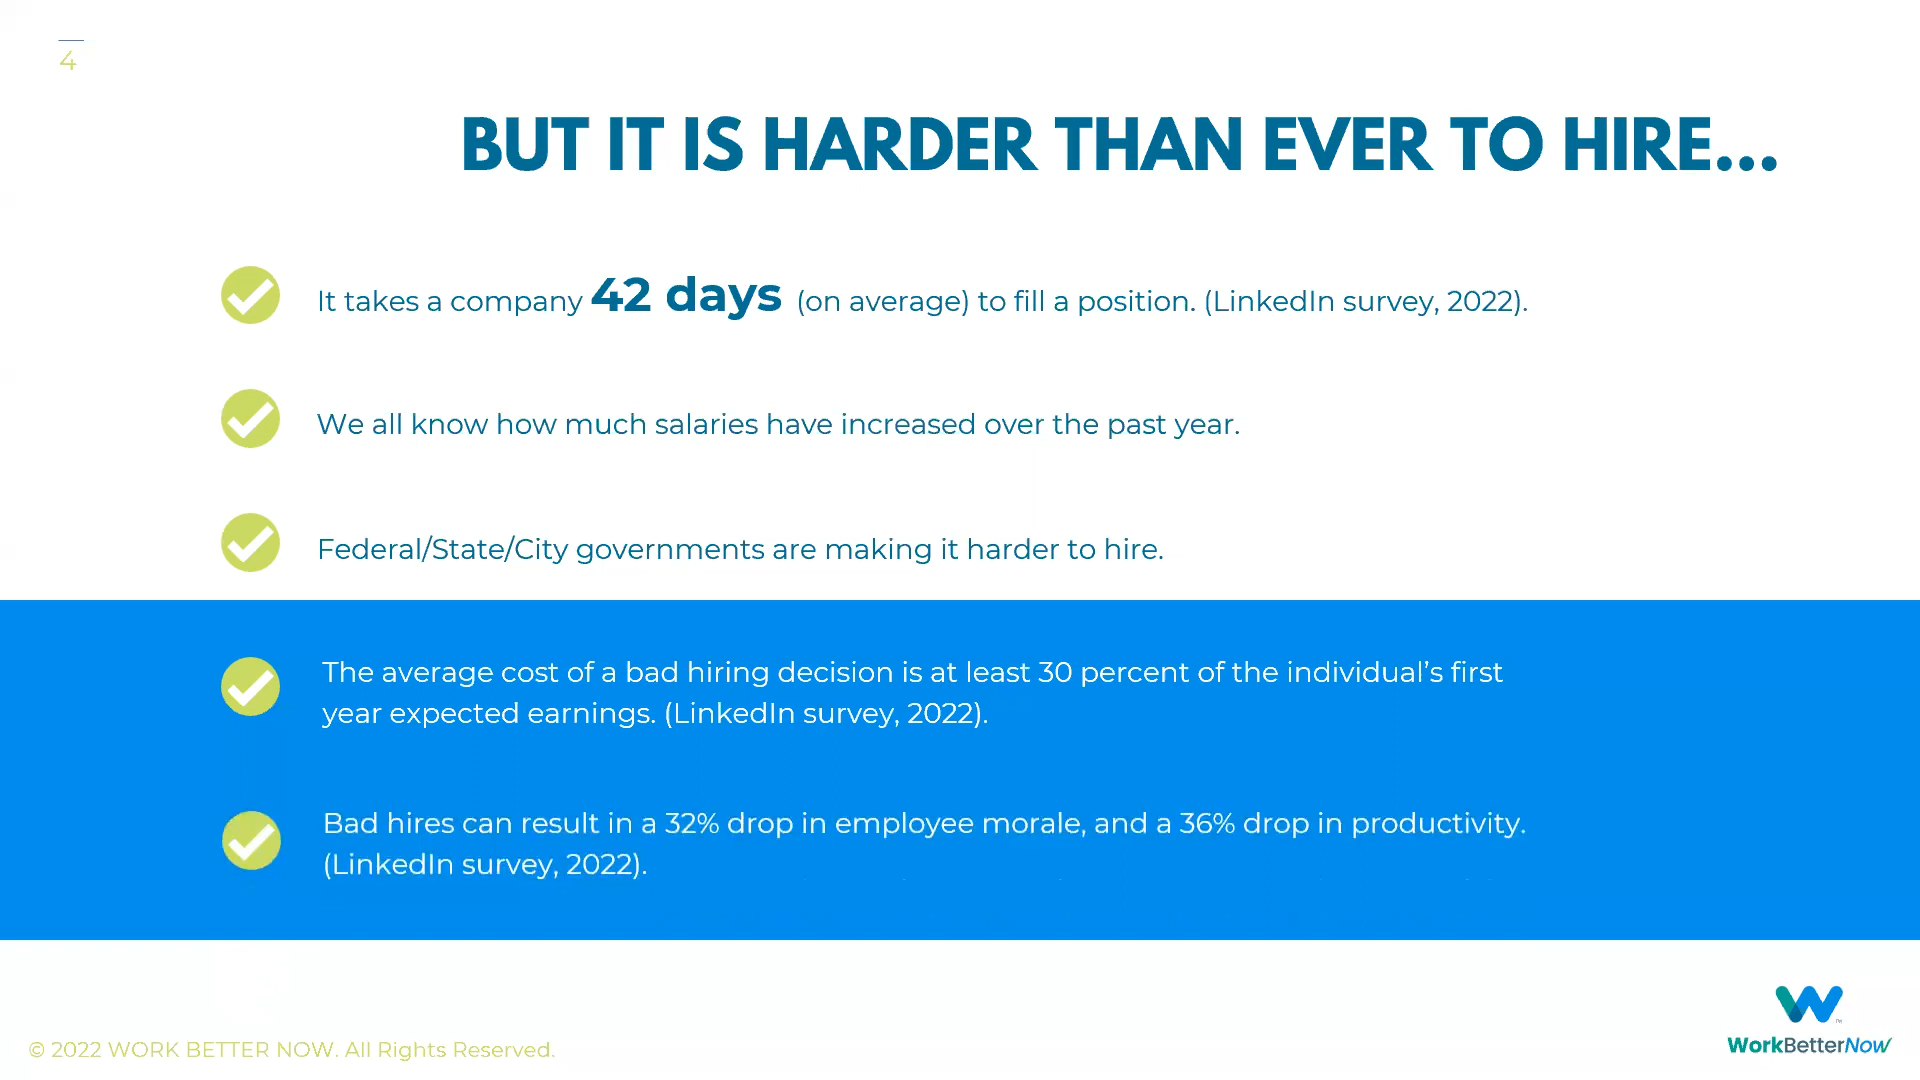 4
BUT IT IS HARDER THAN EVER TO HIRE...
It takes a company 42 days (on average) to fill a position. (LinkedIn survey, 2022).
We all know how much salaries have increased over the past year.
Federal/State/City governments are making it harder to hire.
The average cost of a bad hiring decision is at least 30 percent of the individual’s first
year expected earnings. (LinkedIn survey, 2022).
Bad hires can result in a 32% drop in employee morale, and a 36% drop in productivity.
(LinkedIn survey, 2022).
© 2022 WORK BETTER NOW. All Rights Reserved.
TM
WorkBetterNow